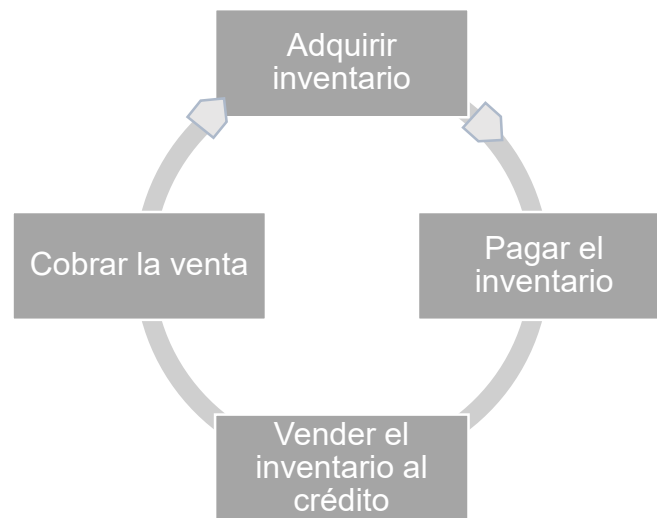 Adquirir
inventario
Pagar el
inventario
Vender el
inventario al
crédito
Cobrar la venta